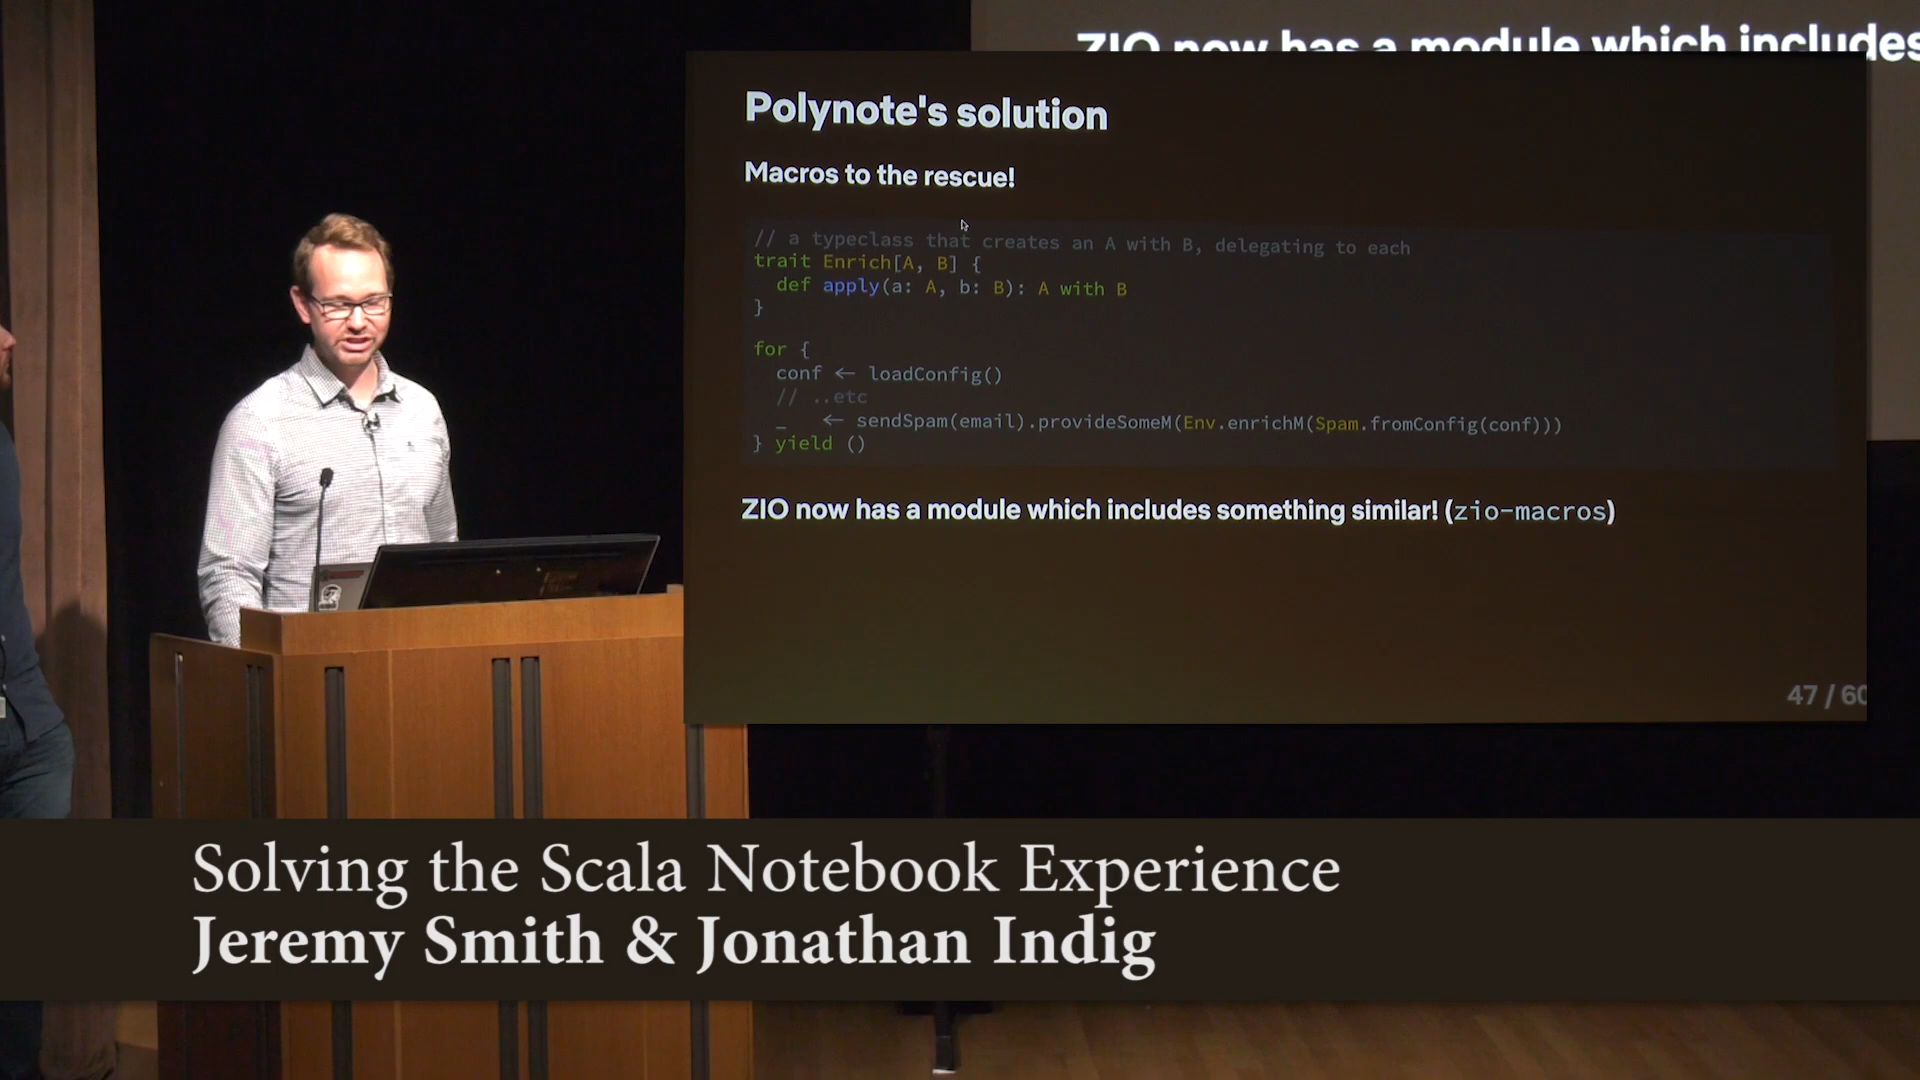 ZIO now has a module which includes
Polynote's solution
Macros to the rescue!
// a typeclass that creates an A with B, delegating to each
trait Enrich[A, B] {
  def apply(a: A, b: B): A with B
}
for {
  conf ← loadConfig()
  // ..etc
  _   ← sendSpam(email).provideSomeM(Env.enrichM(Spam.fromConfig(conf)))
} yield ()
ZIO now has a module which includes something similar! (zio-macros)
47 / 60
Solving the Scala Notebook Experience
Jeremy Smith & Jonathan Indig